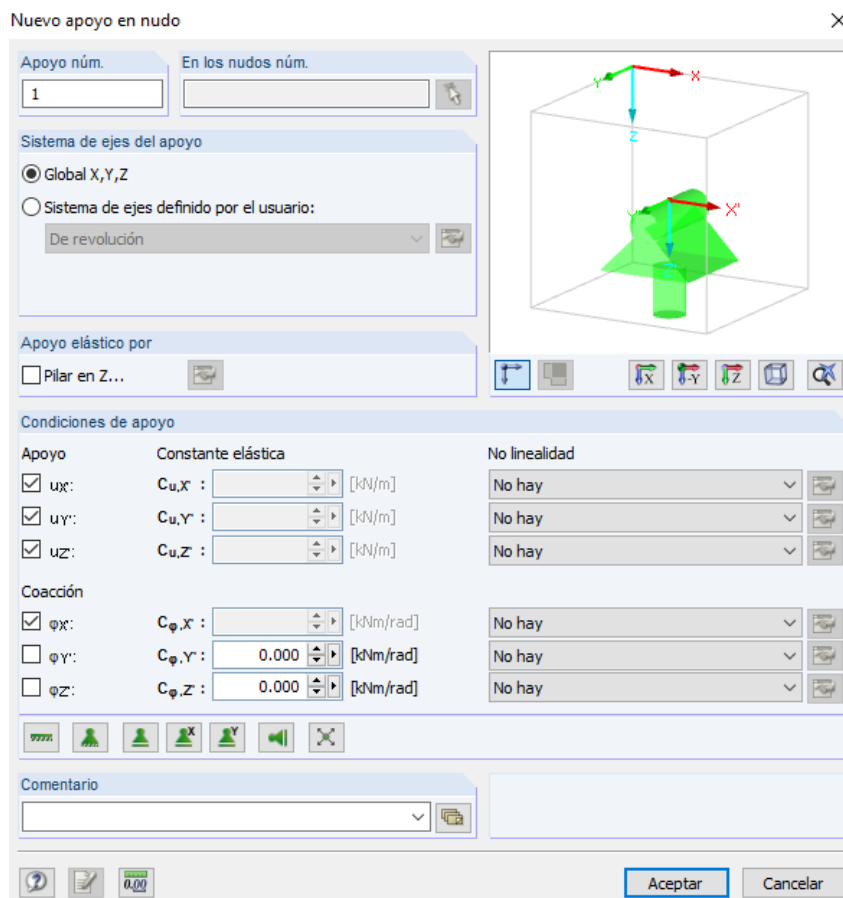 Nuevo apoyo en nudo
Apoyo núm.
1
En los nudos núm.
Sistema de ejes del apoyo
Global X,Y,Z
Sistema de ejes definido por el usuario:
De revolución
Apoyo elástico por
Pilar en Z...
X
Y
Z
X'
Y'
Z'
X
-Y
Z
Condiciones de apoyo
Apoyo Constante elástica No linealidad
uX': Cu,X' : [kN/m] No hay
uY': Cu,Y' : [kN/m] No hay
uZ': Cu,Z' : [kN/m] No hay
Coacción
φX': Cφ,X' : [kNm/rad] No hay
φY': Cφ,Y' : 0.000 [kNm/rad] No hay
φZ': Cφ,Z' : 0.000 [kNm/rad] No hay
X Y
Comentario
0.00
Aceptar Cancelar